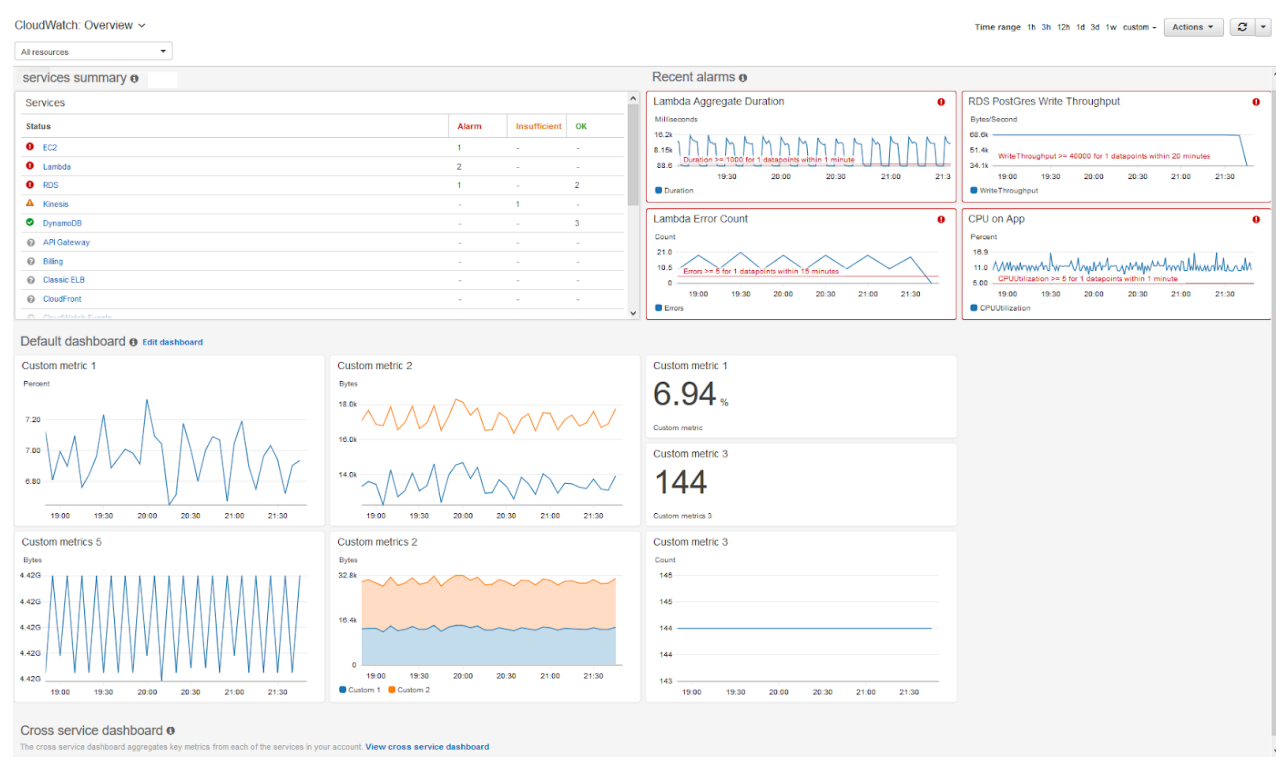 CloudWatch: Overview
Time range 1h 3h 12h 1d 3d 1w custom - Actions
All resources
services summary
Services
Status Alarm Insufficient OK
EC2 1 - -
Lambda 2 - -
RDS 1 - 2
Kinesis - 1 -
DynamoDB - - 3
API Gateway - - -
Billing - - -
Classic ELB - - -
CloudFront - - -
CloudWatch Events
Recent alarms
Lambda Aggregate Duration
Milliseconds
16.2k
8.15k
88.6
Duration >= 1000 for 1 datapoints within 1 minute
19:30 20:00 20:30 21:00 21:3
Duration
RDS PostGres Write Throughput
Bytes/Second
68.6k
51.4k
34.1k
WriteThroughput >= 40000 for 1 datapoints within 20 minutes
19:00 19:30 20:00 20:30 21:00 21:30
WriteThroughput
Lambda Error Count
Count
21.0
10.5
0
Errors >= 5 for 1 datapoints within 15 minutes
19:00 19:30 20:00 20:30 21:00 21:30
Errors
CPU on App
Percent
16.9
11.0
5.00
CPUUtilization >= 5 for 1 datapoints within 1 minute
19:00 19:30 20:00 20:30 21:00 21:30
CPUUtilization
Default dashboard Edit dashboard
Custom metric 1
Percent
7.20
7.00
6.80
19:00 19:30 20:00 20:30 21:00 21:30
Custom metric 2
Bytes
18.0k
16.0k
14.0k
19:00 19:30 20:00 20:30 21:00 21:30
Custom metric 1
6.94 %
Custom metric
Custom metric 3
144
Custom metrics 3
Custom metrics 5
Bytes
4.42G
4.42G
4.42G
4.42G
4.42G
19:00 19:30 20:00 20:30 21:00 21:30
Custom metrics 2
Bytes
32.8k
16.4k
0
19:00 19:30 20:00 20:30 21:00 21:30
Custom 1 Custom 2
Custom metric 3
Count
145
145
144
144
143
19:00 19:30 20:00 20:30 21:00 21:30
Cross service dashboard
The cross service dashboard aggregates key metrics from each of the services in your account. View cross service dashboard